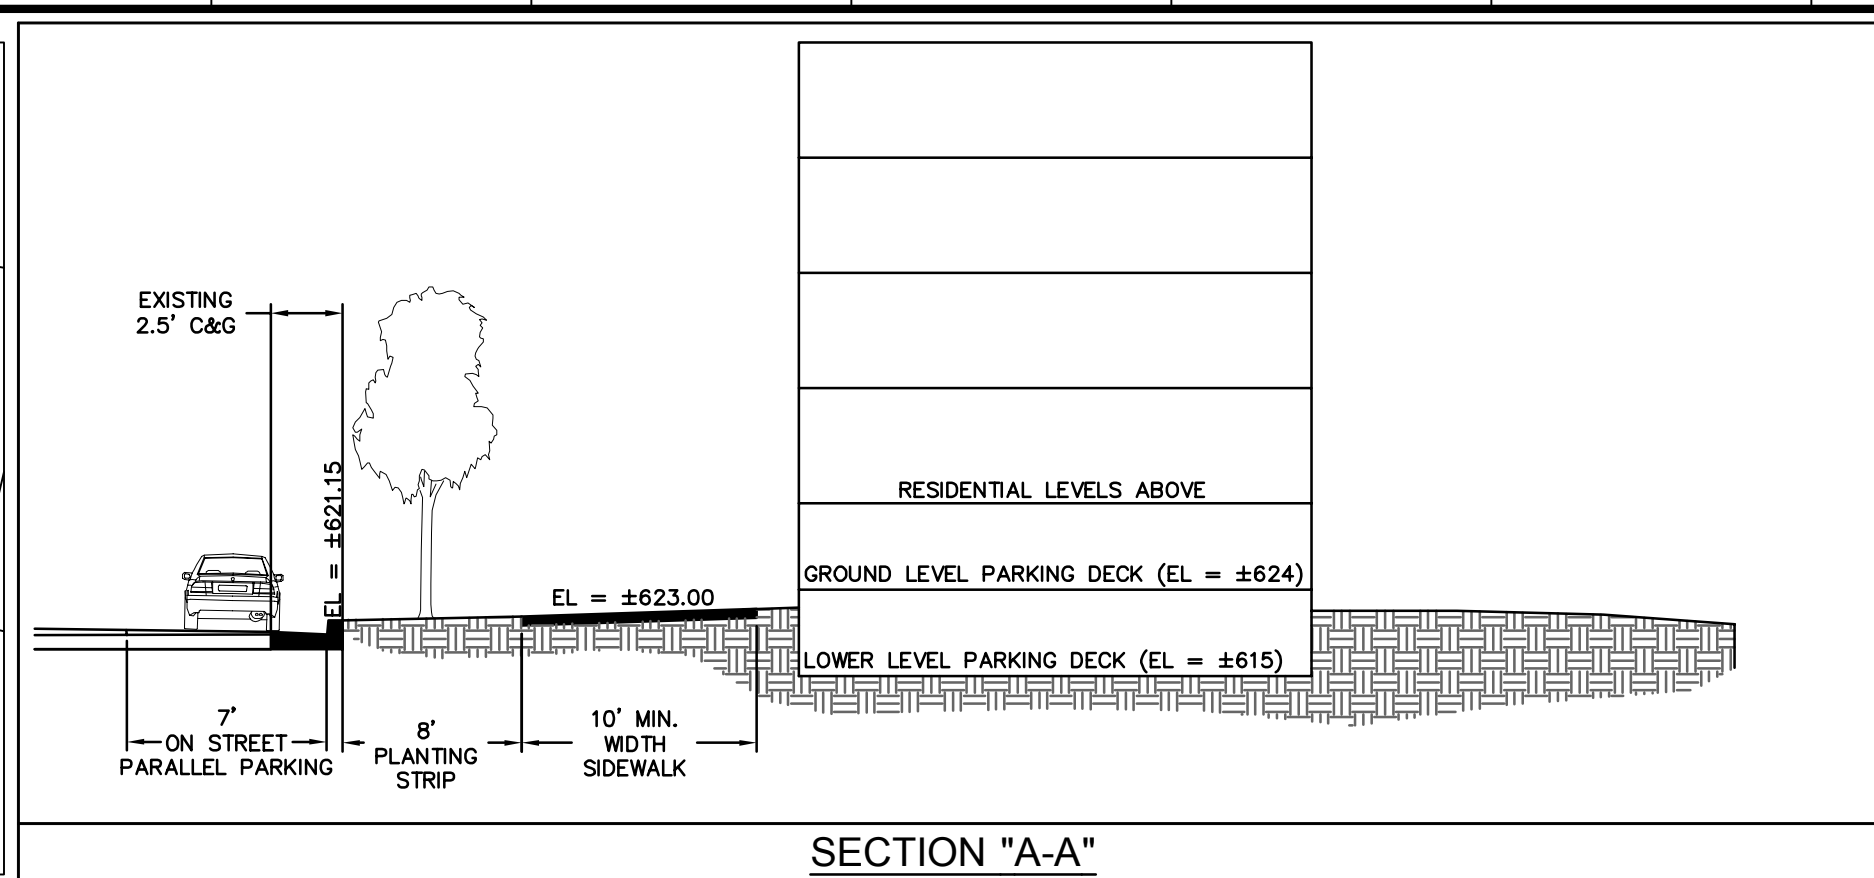 EXISTING
2.5' C&G
EL = ±621.15
RESIDENTIAL LEVELS ABOVE
GROUND LEVEL PARKING DECK (EL = ±624)
EL = ±623.00
LOWER LEVEL PARKING DECK (EL = ±615)
7'
ON STREET
PARALLEL PARKING
8'
PLANTING
STRIP
10' MIN.
WIDTH
SIDEWALK
SECTION "A-A"